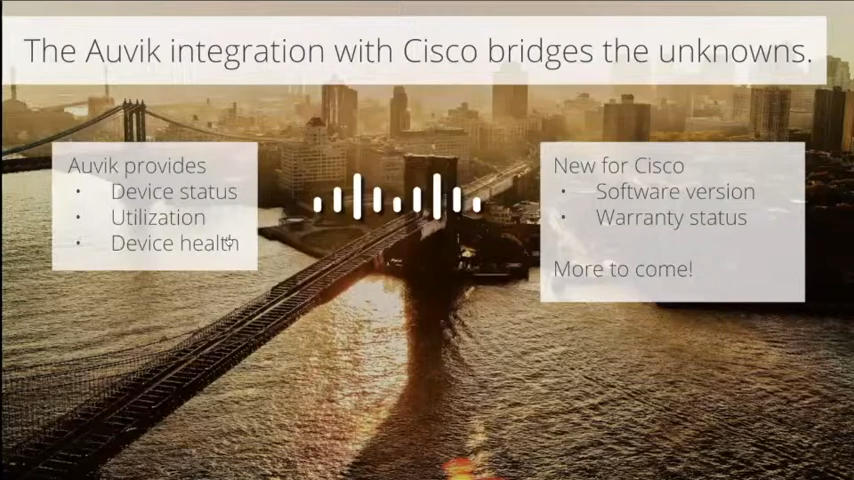 The Auvik integration with Cisco bridges the unknowns.
Auvik provides
• Device status
• Utilization
• Device health
New for Cisco
• Software version
• Warranty status
More to come!